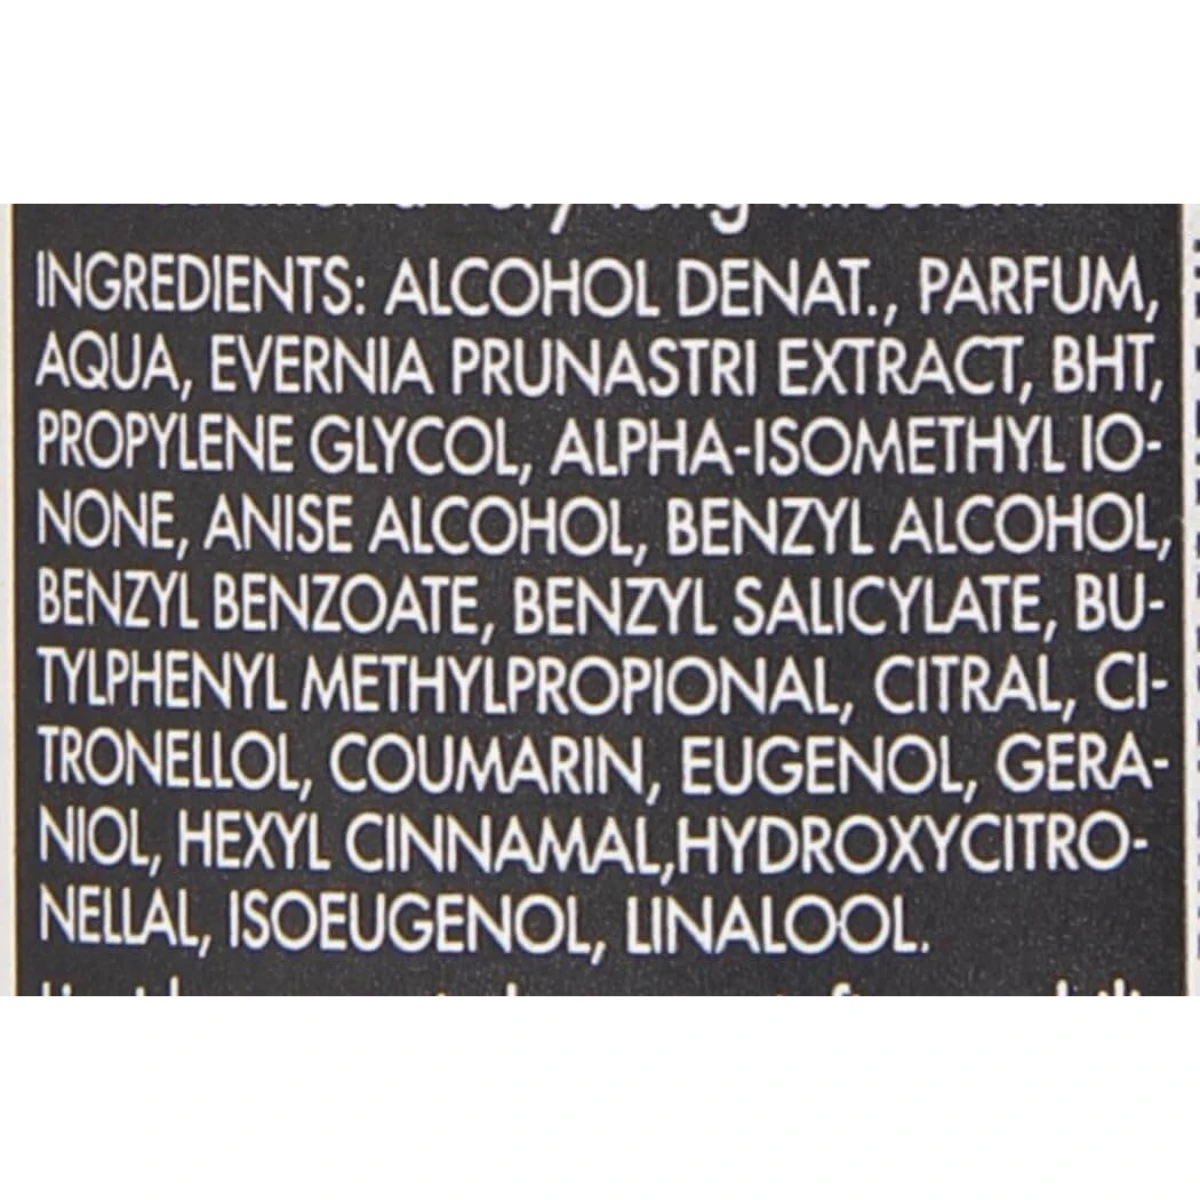 INGREDIENTS: ALCOHOL DENAT., PARFUM,
AQUA, EVERNIA PRUNASTRI EXTRACT, BHT,
PROPYLENE GLYCOL, ALPHA-ISOMETHYL IO-
NONE, ANISE ALCOHOL, BENZYL ALCOHOL,
BENZYL BENZOATE, BENZYL SALICYLATE, BU-
TYLPHENYL METHYLPROPIONAL, CITRAL, CI-
TRONELLOL, COUMARIN, EUGENOL, GERA-
NIOL, HEXYL CINNAMAL,HYDROXYCITRO-
NELLAL, ISOEUGENOL, LINALOOL.